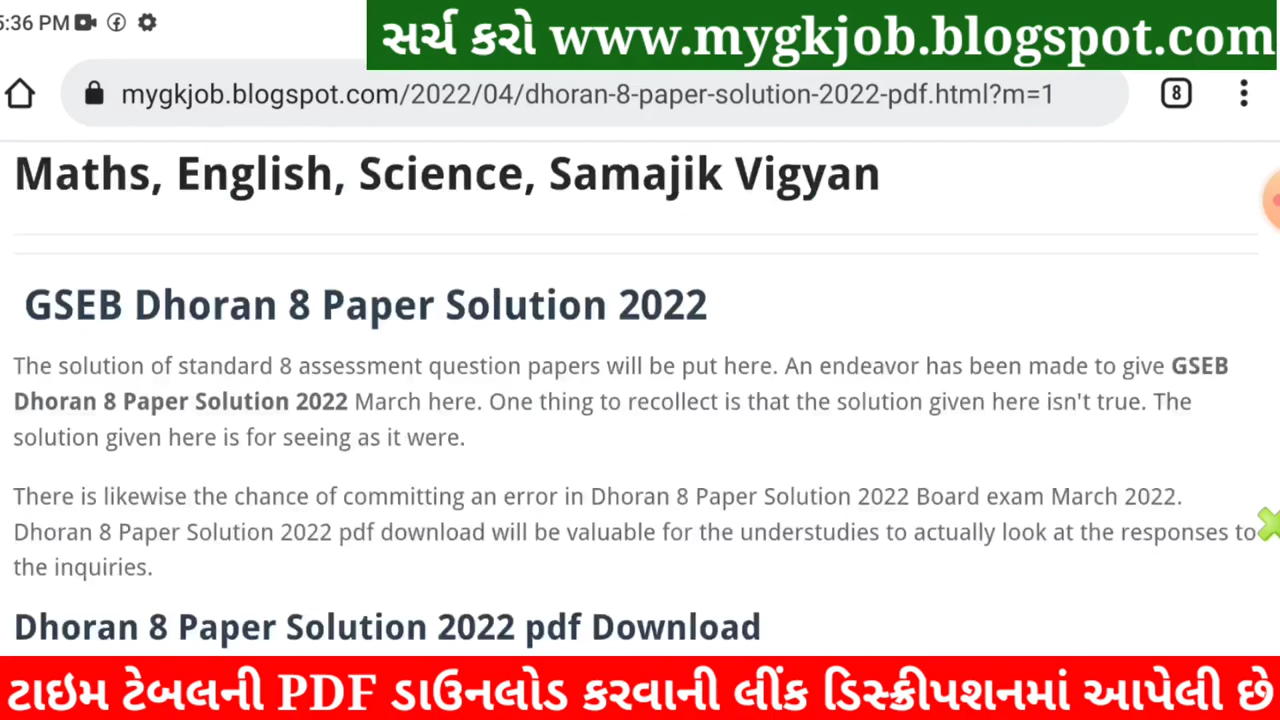 5:36 PM
સર્ચ કરો www.mygkjob.blogspot.com
mygkjob.blogspot.com/2022/04/dhoran-8-paper-solution-2022-pdf.html?m=1
8
Maths, English, Science, Samajik Vigyan
GSEB Dhoran 8 Paper Solution 2022
The solution of standard 8 assessment question papers will be put here. An endeavor has been made to give GSEB
Dhoran 8 Paper Solution 2022 March here. One thing to recollect is that the solution given here isn't true. The
solution given here is for seeing as it were.
There is likewise the chance of committing an error in Dhoran 8 Paper Solution 2022 Board exam March 2022.
Dhoran 8 Paper Solution 2022 pdf download will be valuable for the understudies to actually look at the responses to
the inquiries.
Dhoran 8 Paper Solution 2022 pdf Download
ટાઇમ ટેબલની PDF ડાઉનલોડ કરવાની લીંક ડિસ્ક્રીપશનમાં આપેલી છે